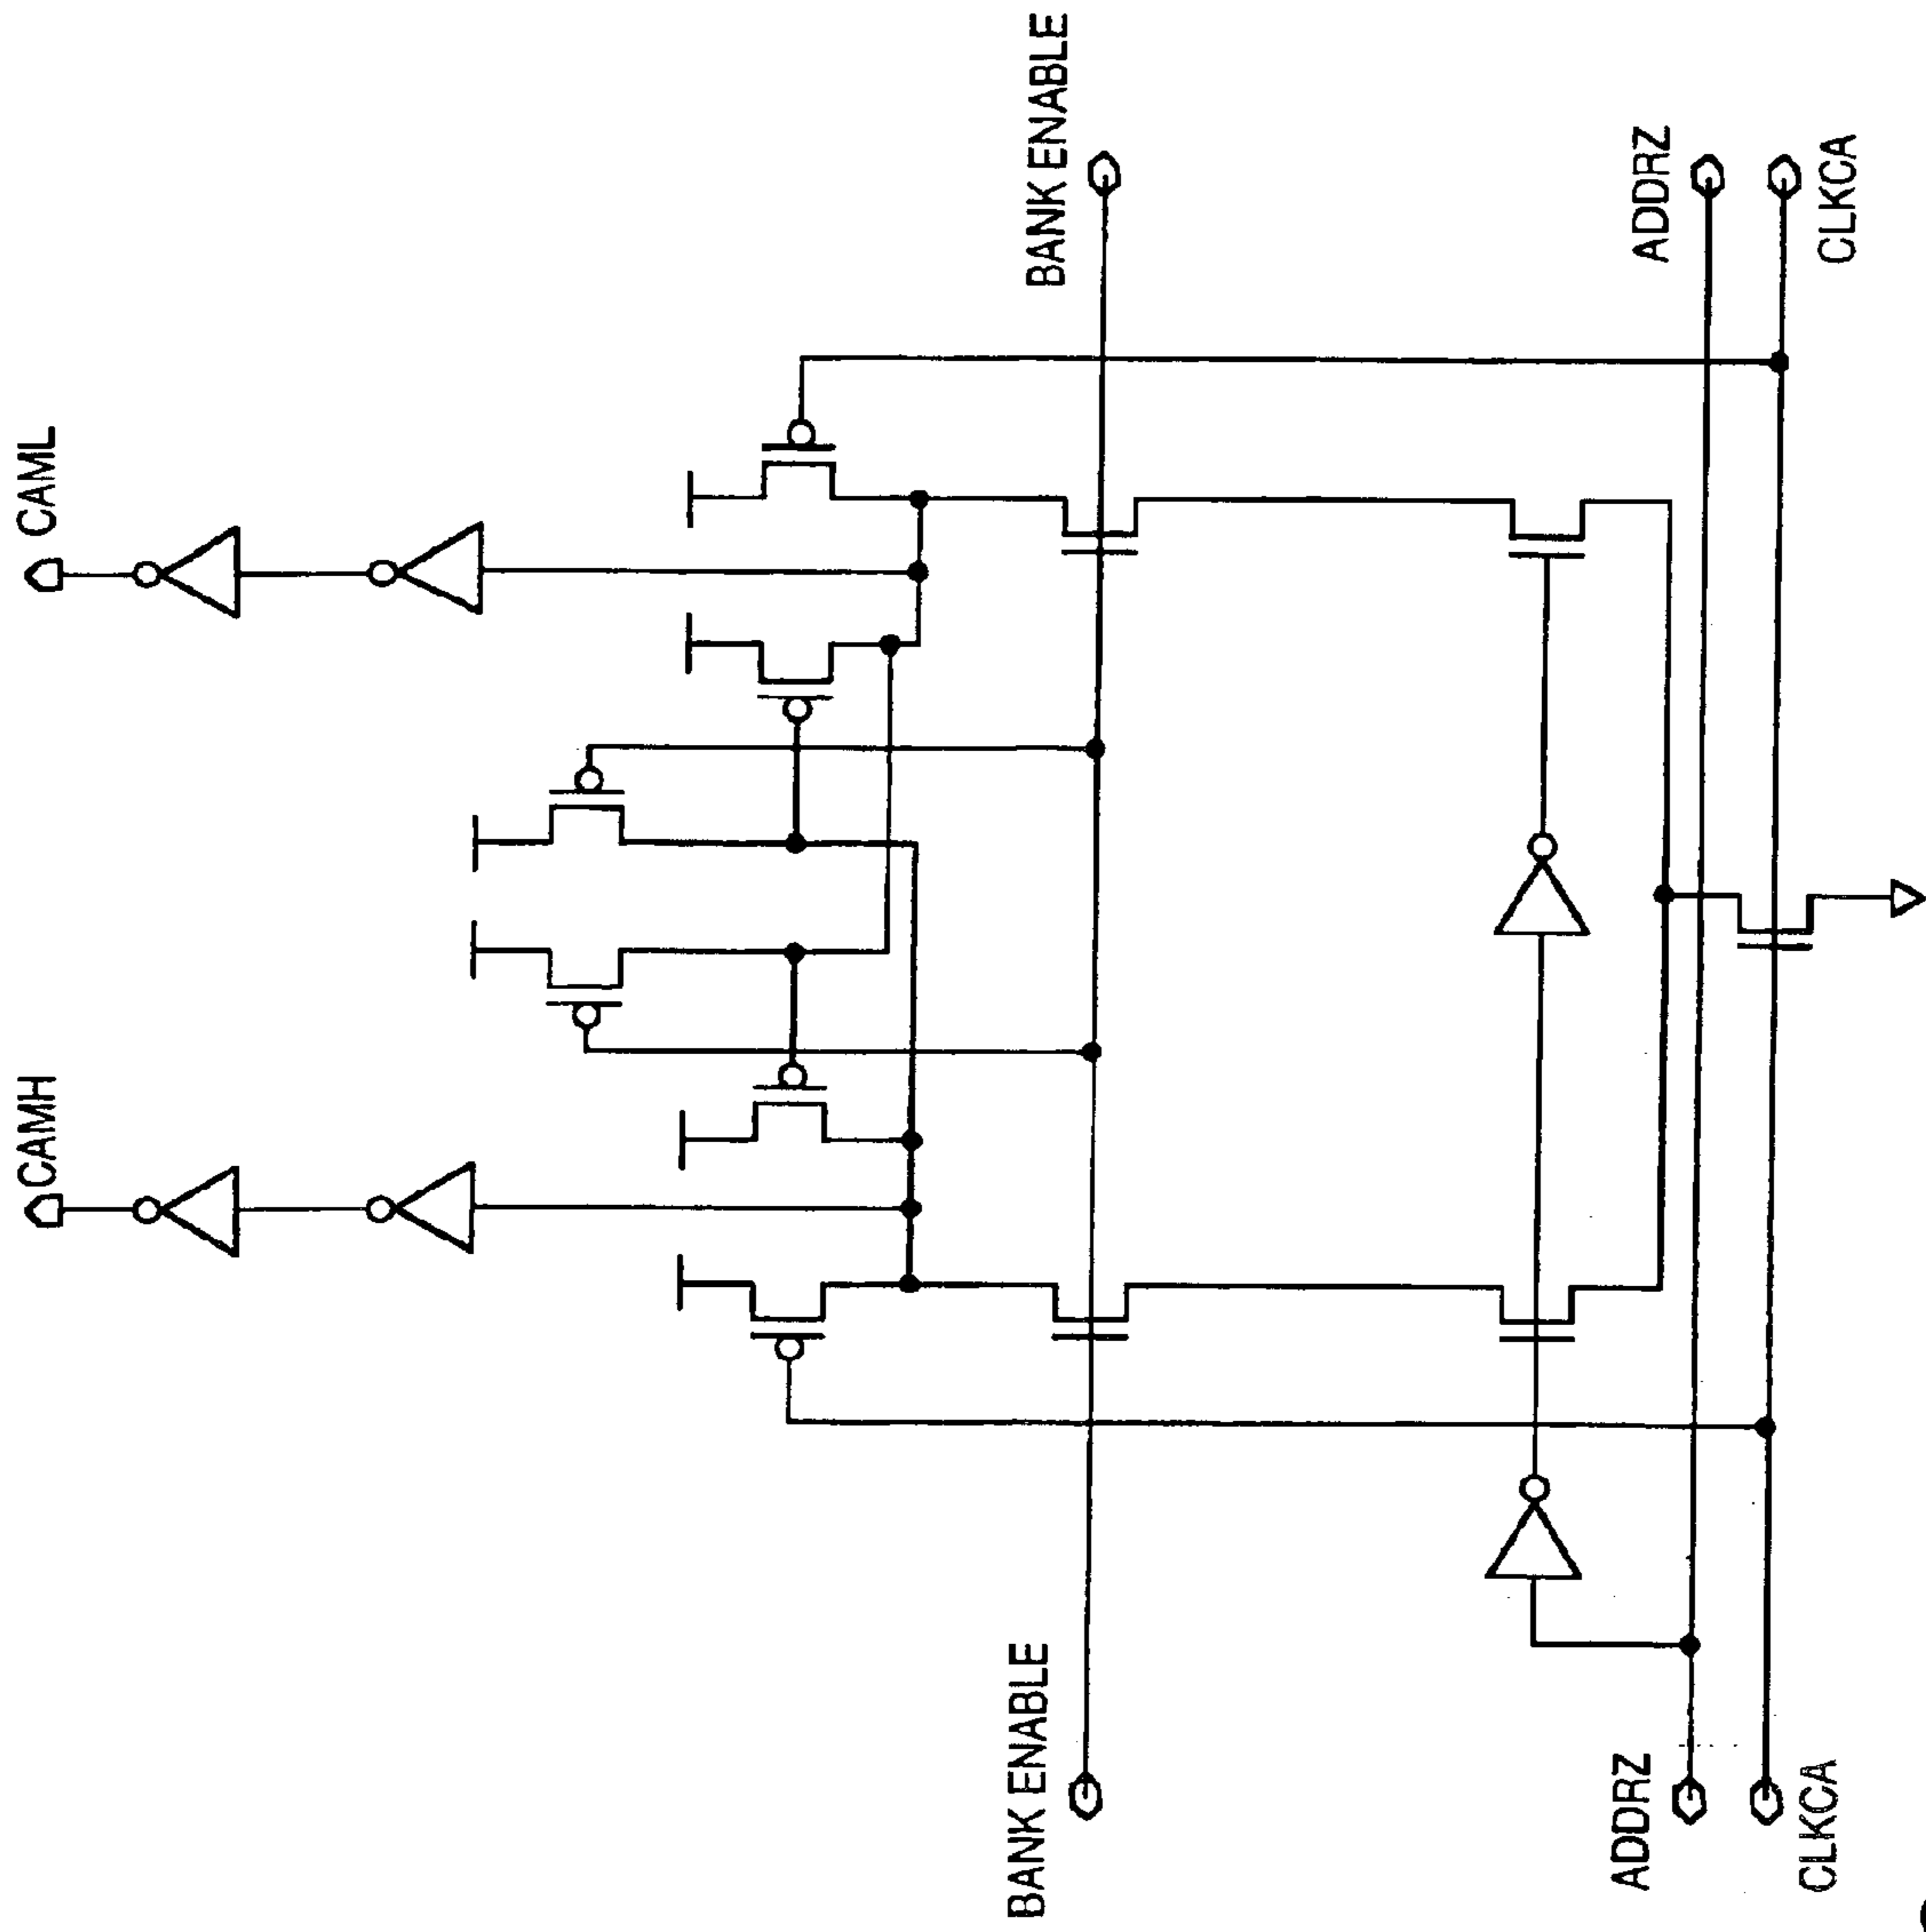 CAMH
CAML
BANK ENABLE
BANK ENABLE
ADDRZ
ADDRZ
CLKCA
CLKCA